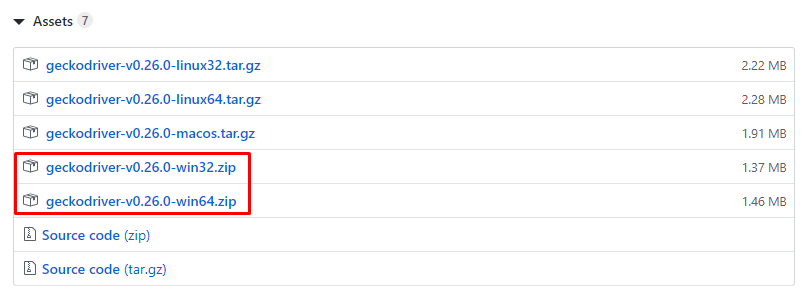 Assets 7
geckodriver-v0.26.0-linux32.tar.gz 2.22 MB
geckodriver-v0.26.0-linux64.tar.gz 2.28 MB
geckodriver-v0.26.0-macos.tar.gz 1.91 MB
geckodriver-v0.26.0-win32.zip 1.37 MB
geckodriver-v0.26.0-win64.zip 1.46 MB
Source code (zip)
Source code (tar.gz)